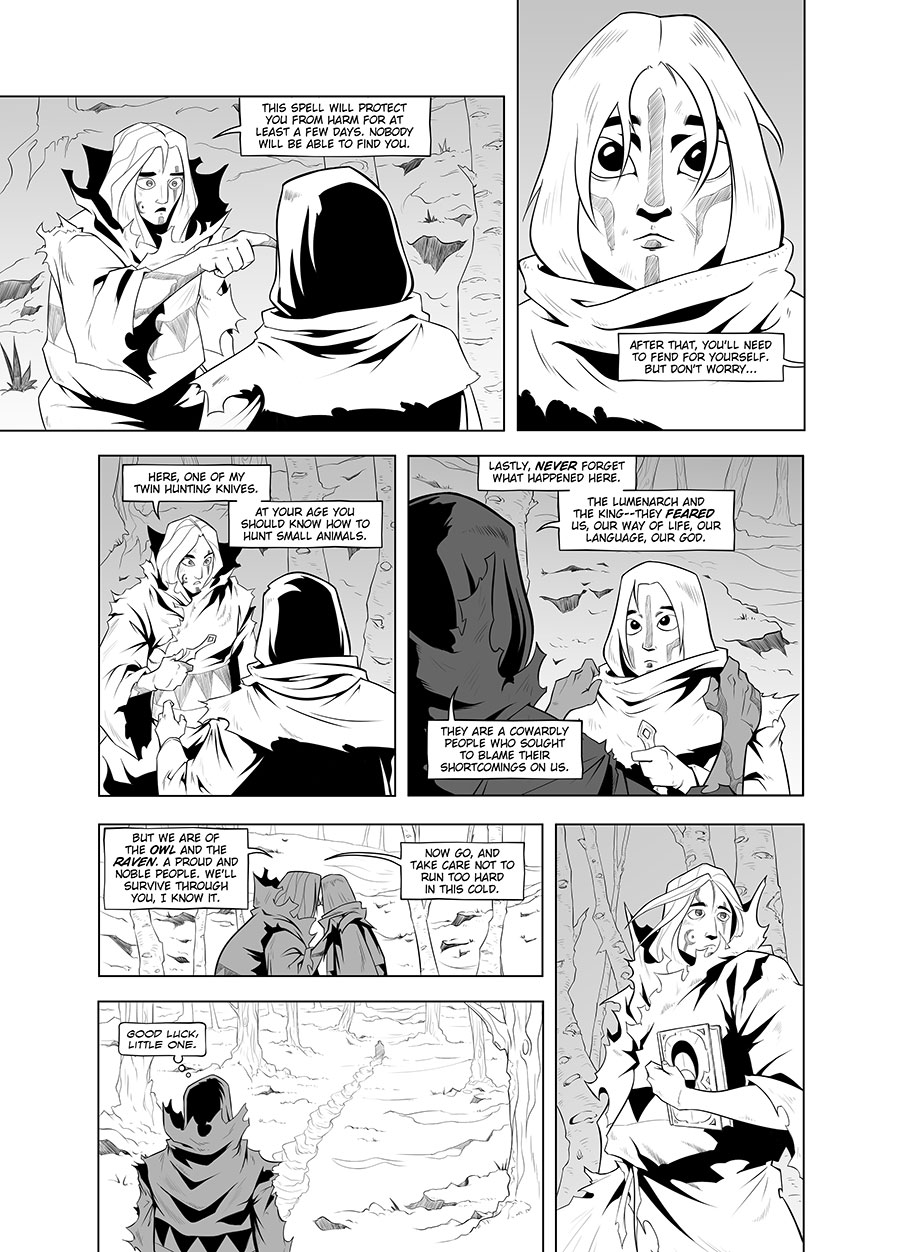 THIS SPELL WILL PROTECT
YOU FROM HARM FOR AT
LEAST A FEW DAYS. NOBODY
WILL BE ABLE TO FIND YOU.
AFTER THAT, YOU'LL NEED
TO FEND FOR YOURSELF.
BUT DON'T WORRY...
HERE, ONE OF MY
TWIN HUNTING KNIVES.
AT YOUR AGE YOU
SHOULD KNOW HOW TO
HUNT SMALL ANIMALS.
LASTLY, NEVER FORGET
WHAT HAPPENED HERE.
THE LUMENARCH AND
THE KING--THEY FEARED
US, OUR WAY OF LIFE, OUR
LANGUAGE, OUR GOD.
THEY ARE A COWARDLY
PEOPLE WHO SOUGHT
TO BLAME THEIR
SHORTCOMINGS ON US.
BUT WE ARE OF
THE OWL AND THE
RAVEN. A PROUD AND
NOBLE PEOPLE. WE'LL
SURVIVE THROUGH
YOU, I KNOW IT.
NOW GO, AND
TAKE CARE NOT TO
RUN TOO HARD
IN THIS COLD.
GOOD LUCK,
LITTLE ONE.